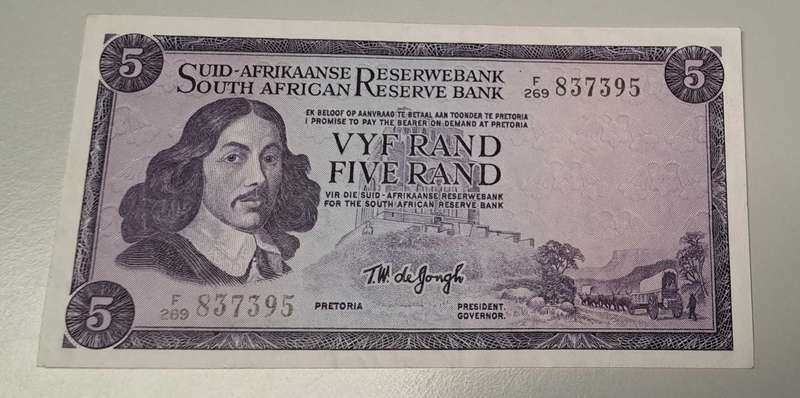 5
SUID-AFRIKAANSE RESERWEBANK
SOUTH AFRICAN RESERVE BANK
F/269 837395
5
EK BELOOF OP AANVRAAG TE BETAAL AAN TOONDER TE PRETORIA
I PROMISE TO PAY THE BEARER ON DEMAND AT PRETORIA
VYF RAND
FIVE RAND
VIR DIE SUID-AFRIKAANSE RESERWEBANK
FOR THE SOUTH AFRICAN RESERVE BANK
T.W. de Jongh
5
F/269 837395
PRETORIA
PRESIDENT.
GOVERNOR.